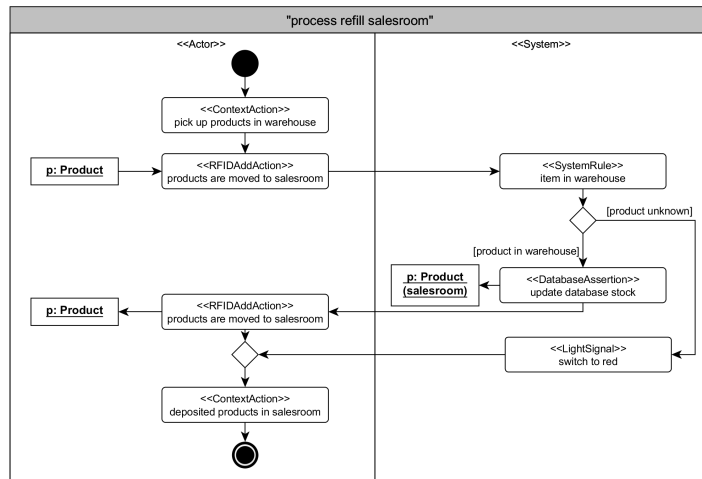 "process refill salesroom"
<<Actor>>
<<System>>
<<ContextAction>>
pick up products in warehouse
p: Product
<<RFIDAddAction>>
products are moved to salesroom
<<SystemRule>>
item in warehouse
[product unknown]
[product in warehouse]
p: Product
(salesroom)
<<DatabaseAssertion>>
update database stock
p: Product
<<RFIDAddAction>>
products are moved to salesroom
<<LightSignal>>
switch to red
<<ContextAction>>
deposited products in salesroom